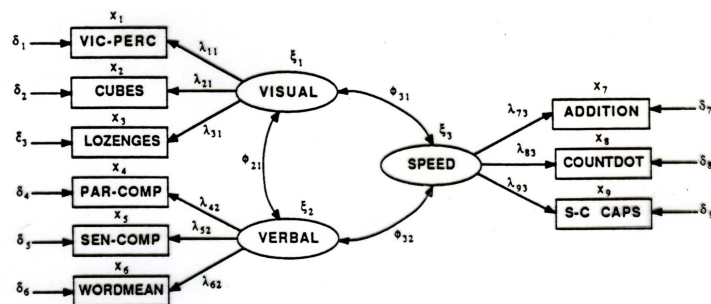 x₁
δ₁ VIC-PERC λ₁₁ ξ₁
x₂
δ₂ CUBES λ₂₁ VISUAL
x₃
ξ₃ LOZENGES λ₃₁ ϕ₃₁
x₄
δ₄ PAR-COMP λ₄₂ ϕ₂₁
x₅
δ₅ SEN-COMP λ₅₂ ξ₂ VERBAL
x₆
δ₆ WORDMEAN λ₆₂ ϕ₃₂
ξ₃
SPEED
x₇
λ₇₃ ADDITION δ₇
x₈
λ₈₃ COUNTDOT δ₈
x₉
λ₉₃ S-C CAPS δ₉